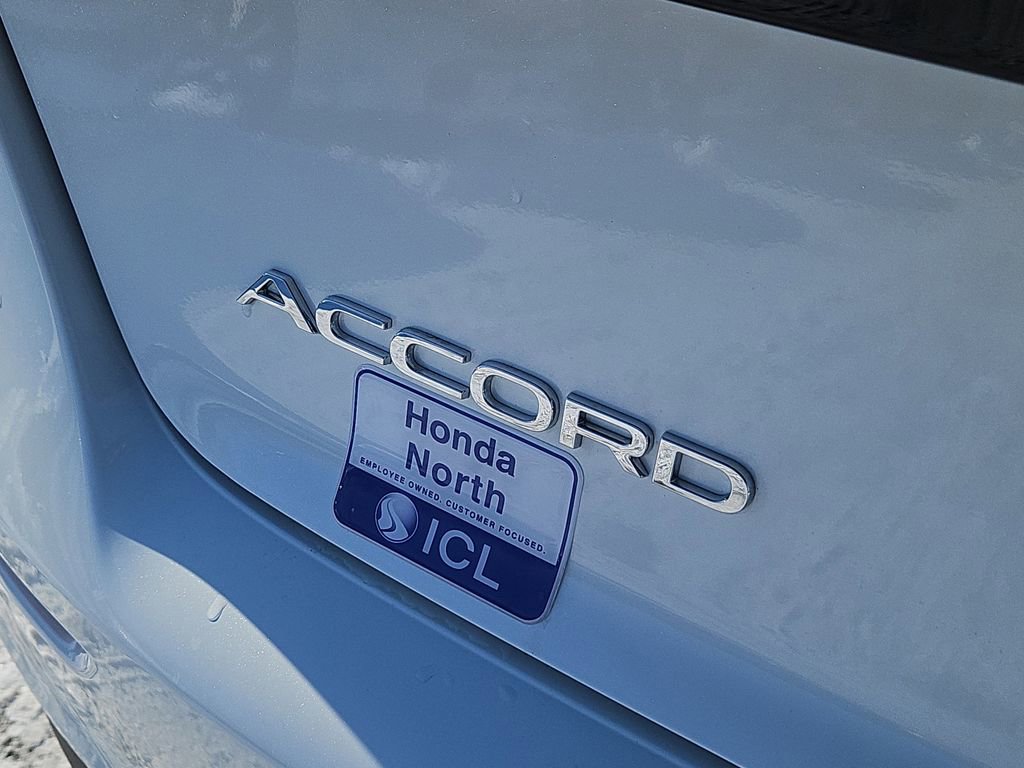 ACCORD
Honda
North
EMPLOYEE OWNED. CUSTOMER FOCUSED.
ICL